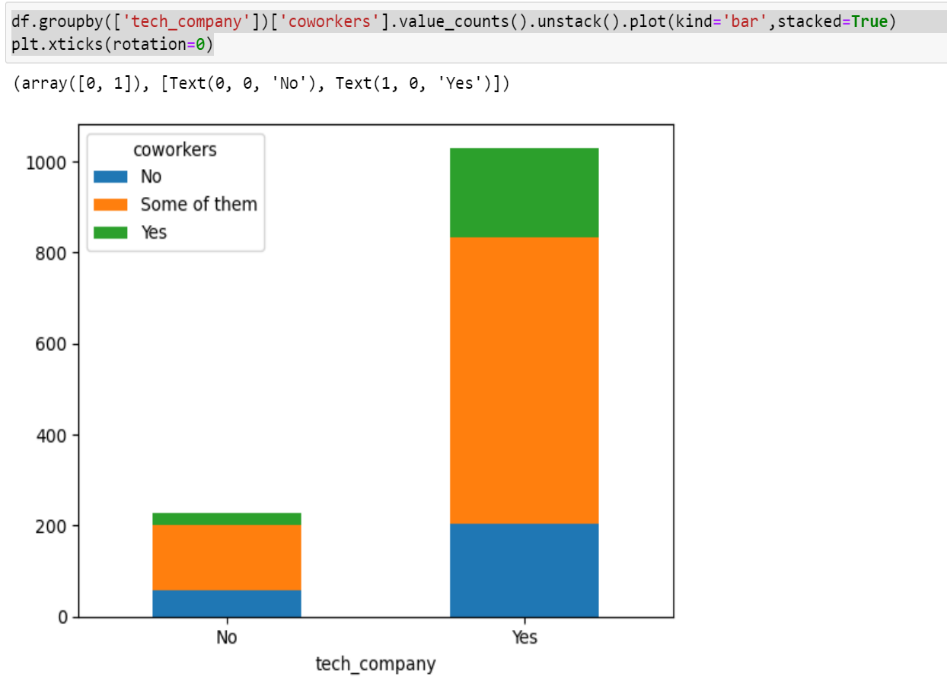 df.groupby(['tech_company'])['coworkers'].value_counts().unstack().plot(kind='bar',stacked=True)
plt.xticks(rotation=0)
(array([0, 1]), [Text(0, 0, 'No'), Text(1, 0, 'Yes')])
coworkers
No
Some of them
Yes
1000
800
600
400
200
0
No Yes
tech_company